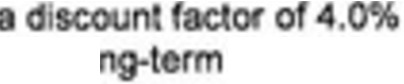 a discount factor of 4.0%
ng-term